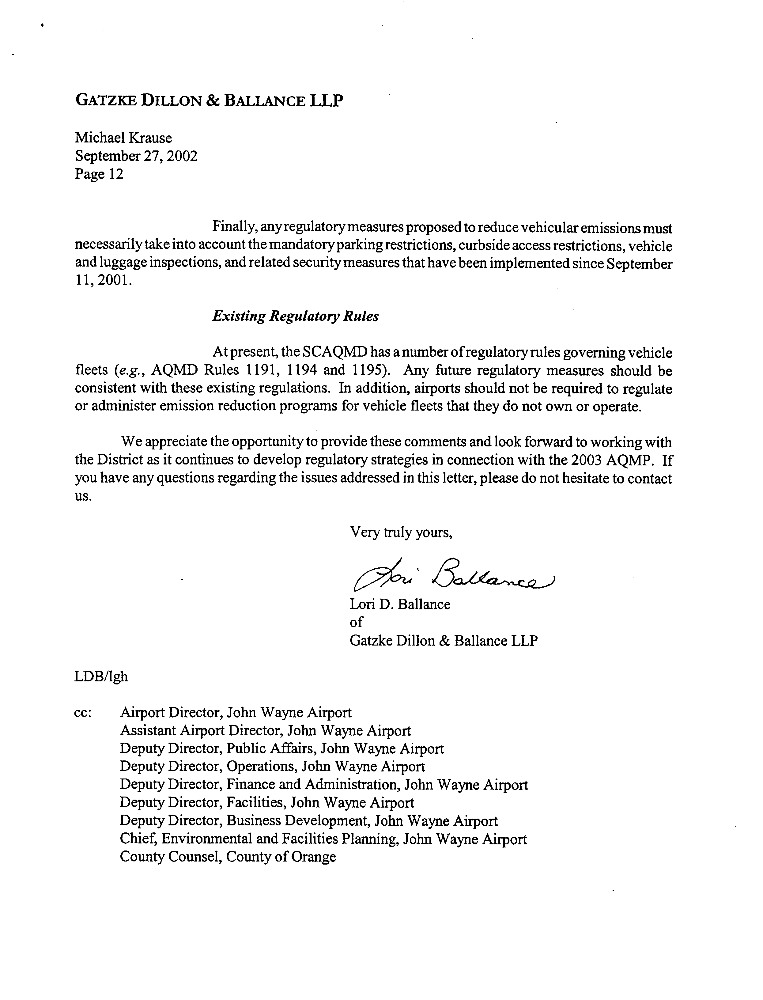 GATZKE DILLON & BALLANCE LLP
Michael Krause
September 27, 2002
Page 12
Finally, any regulatory measures proposed to reduce vehicular emissions must
necessarily take into account the mandatory parking restrictions, curbside access restrictions, vehicle
and luggage inspections, and related security measures that have been implemented since September
11, 2001.
Existing Regulatory Rules
At present, the SCAQMD has a number of regulatory rules governing vehicle
fleets (e.g., AQMD Rules 1191, 1194 and 1195). Any future regulatory measures should be
consistent with these existing regulations. In addition, airports should not be required to regulate
or administer emission reduction programs for vehicle fleets that they do not own or operate.
We appreciate the opportunity to provide these comments and look forward to working with
the District as it continues to develop regulatory strategies in connection with the 2003 AQMP. If
you have any questions regarding the issues addressed in this letter, please do not hesitate to contact
us.
Very truly yours,
Lori Ballance
Lori D. Ballance
of
Gatzke Dillon & Ballance LLP
LDB/lgh
cc: Airport Director, John Wayne Airport
Assistant Airport Director, John Wayne Airport
Deputy Director, Public Affairs, John Wayne Airport
Deputy Director, Operations, John Wayne Airport
Deputy Director, Finance and Administration, John Wayne Airport
Deputy Director, Facilities, John Wayne Airport
Deputy Director, Business Development, John Wayne Airport
Chief, Environmental and Facilities Planning, John Wayne Airport
County Counsel, County of Orange